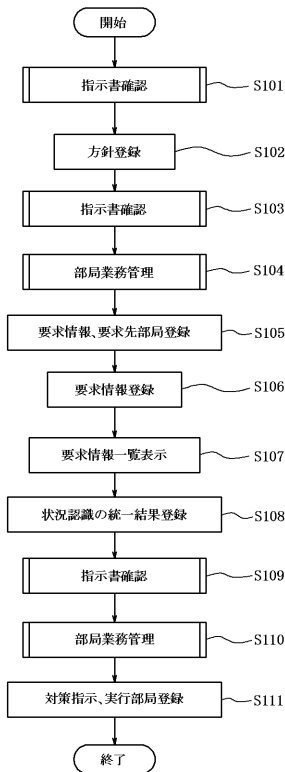 開始
指示書確認 S101
方針登録 S102
指示書確認 S103
部局業務管理 S104
要求情報、要求先部局登録 S105
要求情報登録 S106
要求情報一覧表示 S107
状況認識の統一結果登録 S108
指示書確認 S109
部局業務管理 S110
対策指示、実行部局登録 S111
終了